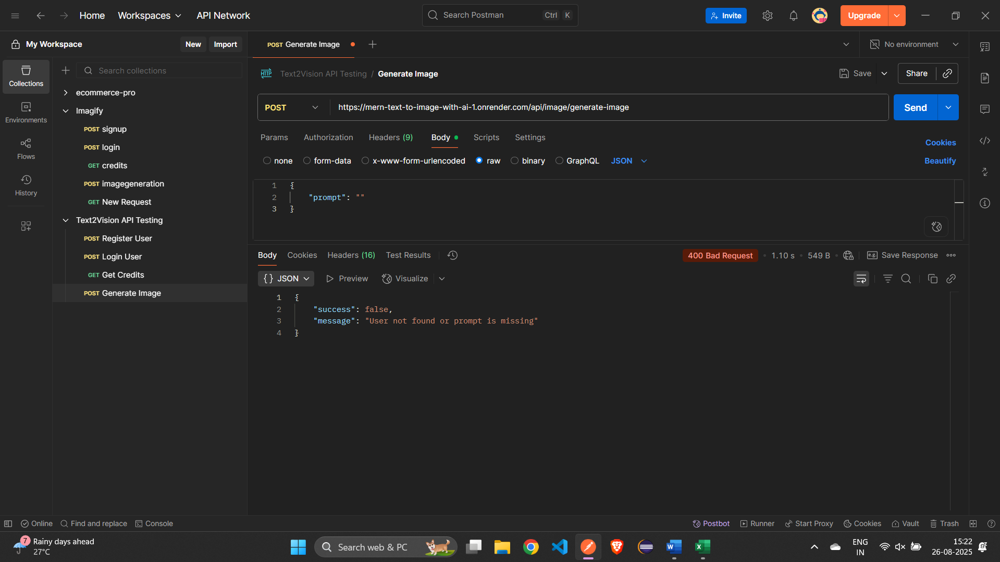 Home
Workspaces
API Network
Search Postman
Ctrl K
Invite
Upgrade
My Workspace
New
Import
POST Generate Image
No environment
Collections
Environments
Flows
History
Search collections
ecommerce-pro
Imagify
POST signup
POST login
GET credits
POST imagegeneration
GET New Request
Text2Vision API Testing
POST Register User
POST Login User
GET Get Credits
POST Generate Image
HTTP
Text2Vision API Testing / Generate Image
Save
Share
POST
https://mern-text-to-image-with-ai-1.onrender.com/api/image/generate-image
Send
Params
Authorization
Headers (9)
Body
Scripts
Settings
Cookies
none
form-data
x-www-form-urlencoded
raw
binary
GraphQL
JSON
Beautify
1 {
2 "prompt": ""
3 }
Body
Cookies
Headers (16)
Test Results
400 Bad Request
1.10 s
549 B
e.g.
Save Response
{} JSON
Preview
Visualize
1 {
2 "success": false,
3 "message": "User not found or prompt is missing"
4 }
Online
Find and replace
Console
Postbot
Runner
Start Proxy
Cookies
Vault
Trash
7
Rainy days ahead
27°C
Search web & PC
ENG
IN
15:22
26-08-2025